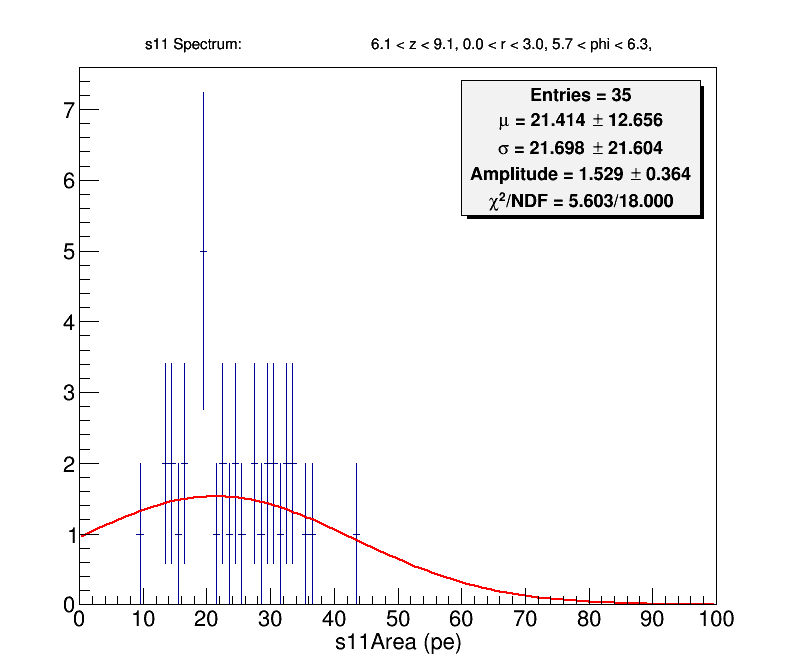 s11 Spectrum: 6.1 < z < 9.1, 0.0 < r < 3.0, 5.7 < phi < 6.3,
Entries = 35
μ = 21.414 ± 12.656
σ = 21.698 ± 21.604
Amplitude = 1.529 ± 0.364
χ²/NDF = 5.603/18.000
7
6
5
4
3
2
1
0
0 10 20 30 40 50 60 70 80 90 100
s11Area (pe)